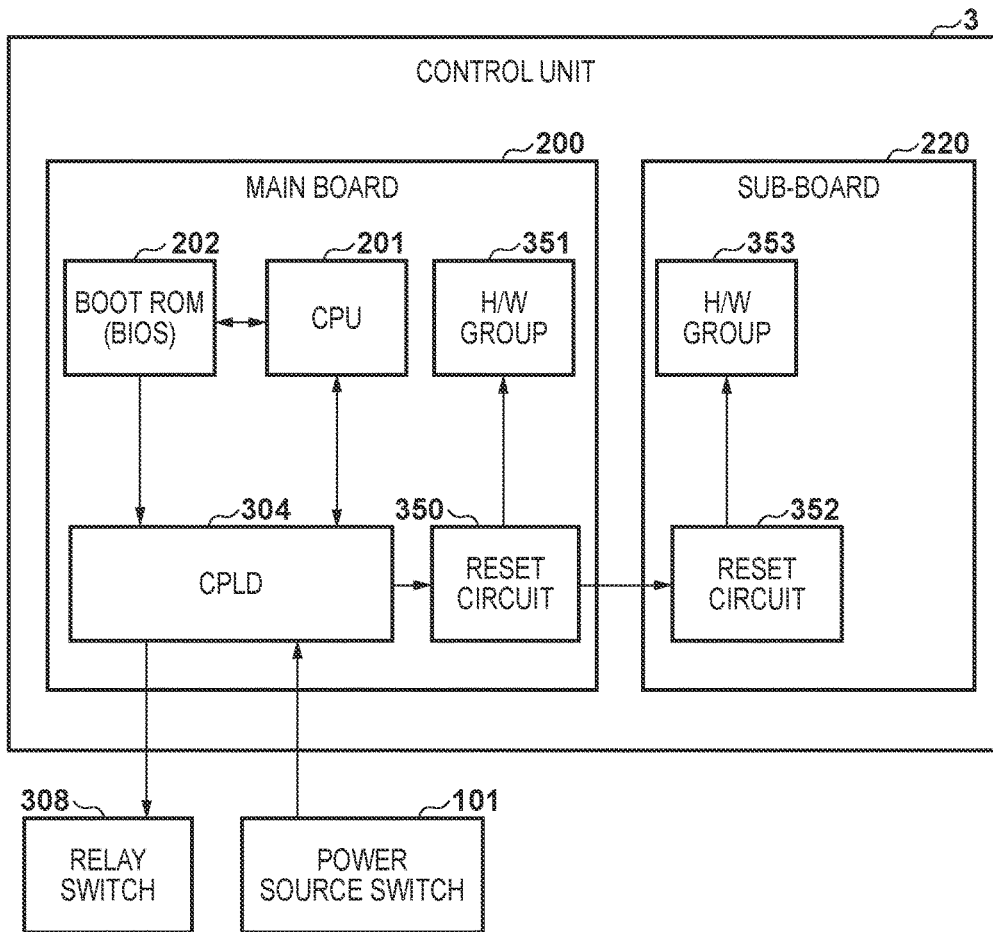 3
CONTROL UNIT
200
220
MAIN BOARD
SUB-BOARD
202
201
351
353
BOOT ROM
(BIOS)
CPU
H/W
GROUP
H/W
GROUP
304
350
352
CPLD
RESET
CIRCUIT
RESET
CIRCUIT
308
101
RELAY
SWITCH
POWER
SOURCE SWITCH